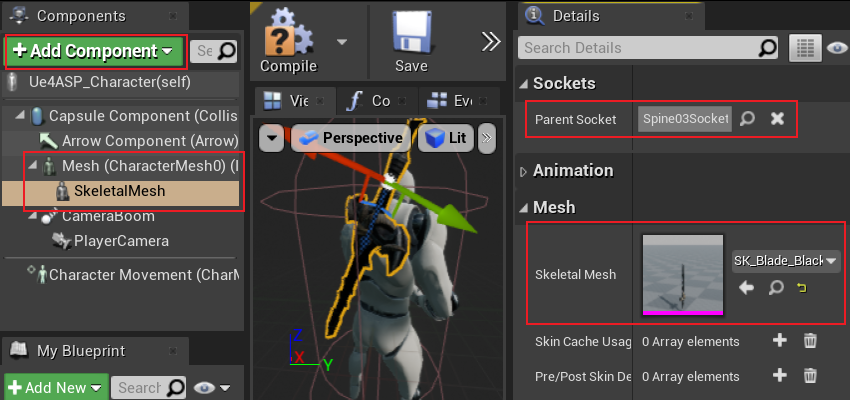 Components
+ Add Component
Se
Ue4ASP_Character(self)
Capsule Component (Collis
Arrow Component (Arrow)
Mesh (CharacterMesh0) (I
SkeletalMesh
CameraBoom
PlayerCamera
Character Movement (CharM
My Blueprint
+ Add New
Search
Compile
Save
Vie
Co
Eve
Perspective
Lit
Z
X
Y
Details
Search Details
Sockets
Parent Socket
Spine03Socket
Animation
Mesh
Skeletal Mesh
SK_Blade_Black
Skin Cache Usag
0 Array elements
Pre/Post Skin De
0 Array elements